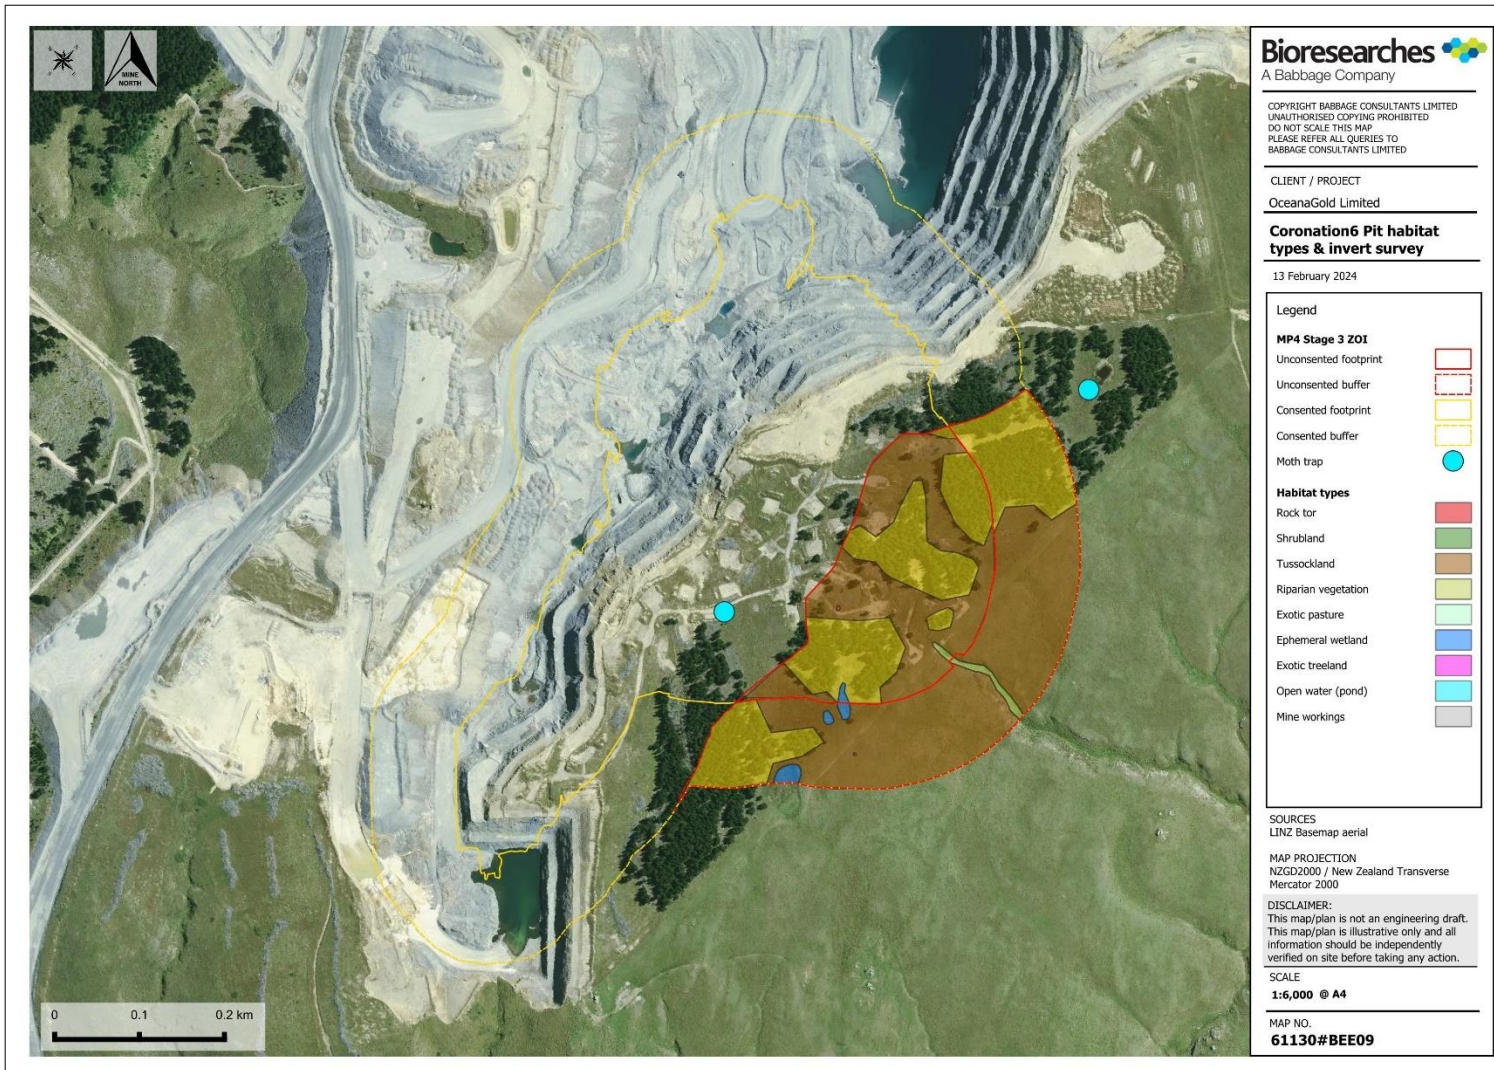 MINE
NORTH
Bioresearches
A Babbage Company
COPYRIGHT BABBAGE CONSULTANTS LIMITED
UNAUTHORISED COPYING PROHIBITED
DO NOT SCALE THIS MAP
PLEASE REFER ALL QUERIES TO
BABBAGE CONSULTANTS LIMITED
CLIENT / PROJECT
OceanaGold Limited
Coronation6 Pit habitat
types & invert survey
13 February 2024
Legend
MP4 Stage 3 ZOI
Unconsented footprint
Unconsented buffer
Consented footprint
Consented buffer
Moth trap
Habitat types
Rock tor
Shrubland
Tussockland
Riparian vegetation
Exotic pasture
Ephemeral wetland
Exotic treeland
Open water (pond)
Mine workings
SOURCES
LINZ Basemap aerial
MAP PROJECTION
NZGD2000 / New Zealand Transverse
Mercator 2000
DISCLAIMER:
This map/plan is not an engineering draft.
This map/plan is illustrative only and all
information should be independently
verified on site before taking any action.
SCALE
1:6,000 @ A4
MAP NO.
61130#BEE09
0 0.1 0.2 km